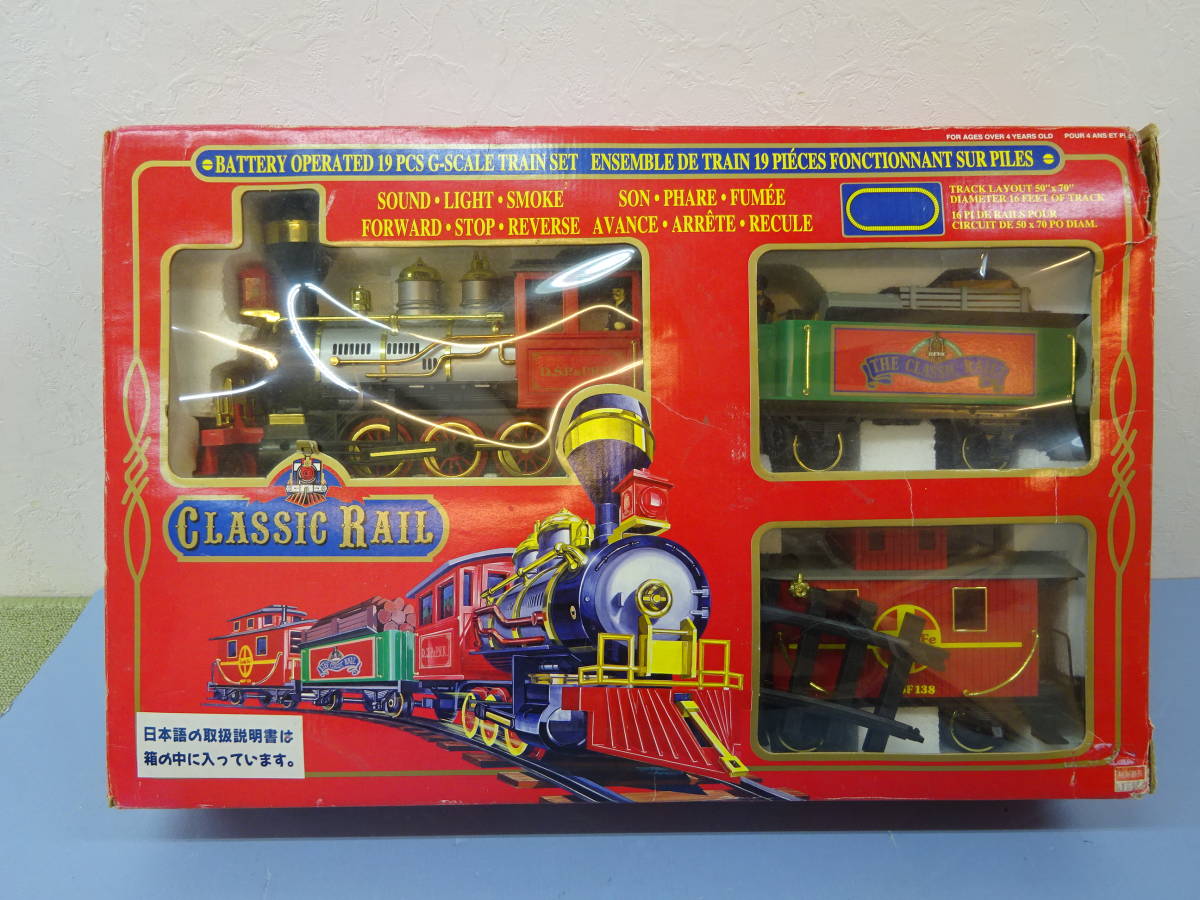 FOR AGES OVER 4 YEARS OLD POUR 4 ANS ET
BATTERY OPERATED 19 PCS G-SCALE TRAIN SET ENSEMBLE DE TRAIN 19 PIÉCES FONCTIONNANT SUR PILES
SOUND • LIGHT • SMOKE SON • PHARE • FUMÉE
FORWARD • STOP • REVERSE AVANCE • ARRÊTE • RECULE
TRACK LAYOUT 50" x 70"
DIAMETER 16 FEET OF TRACK
16 PI DE RAILS POUR
CIRCUIT DE 50 x 70 PO DIAM.
THE CLASSIC RAIL
CLASSIC RAIL
Fe
138
日本語の取扱説明書は
箱の中に入っています。